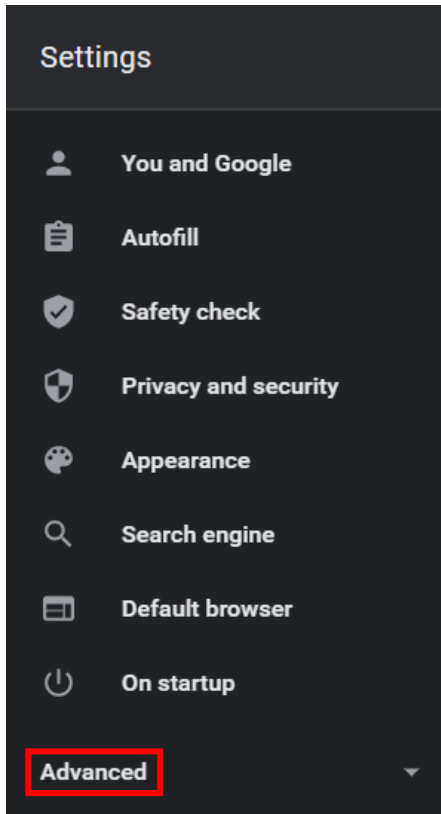 Settings
You and Google
Autofill
Safety check
Privacy and security
Appearance
Search engine
Default browser
On startup
Advanced